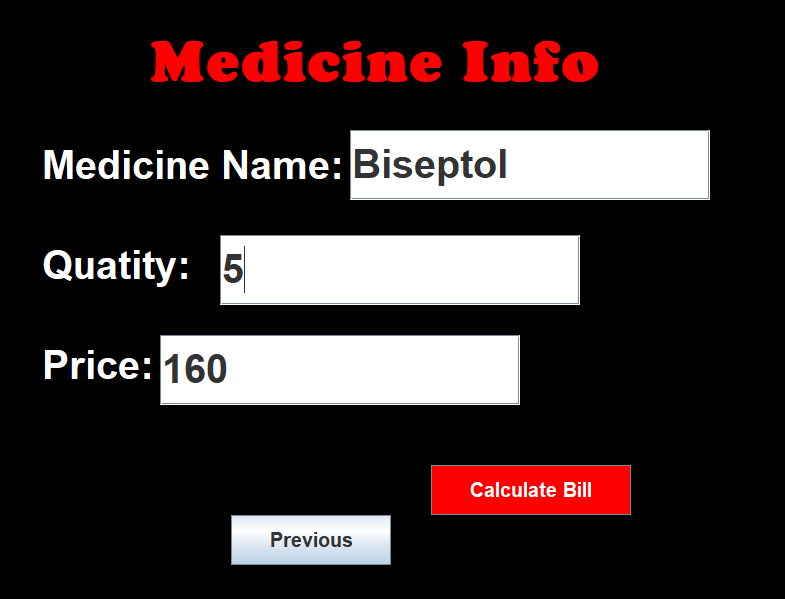 Medicine Info
Medicine Name: Biseptol
Quatity: 5
Price: 160
Calculate Bill
Previous